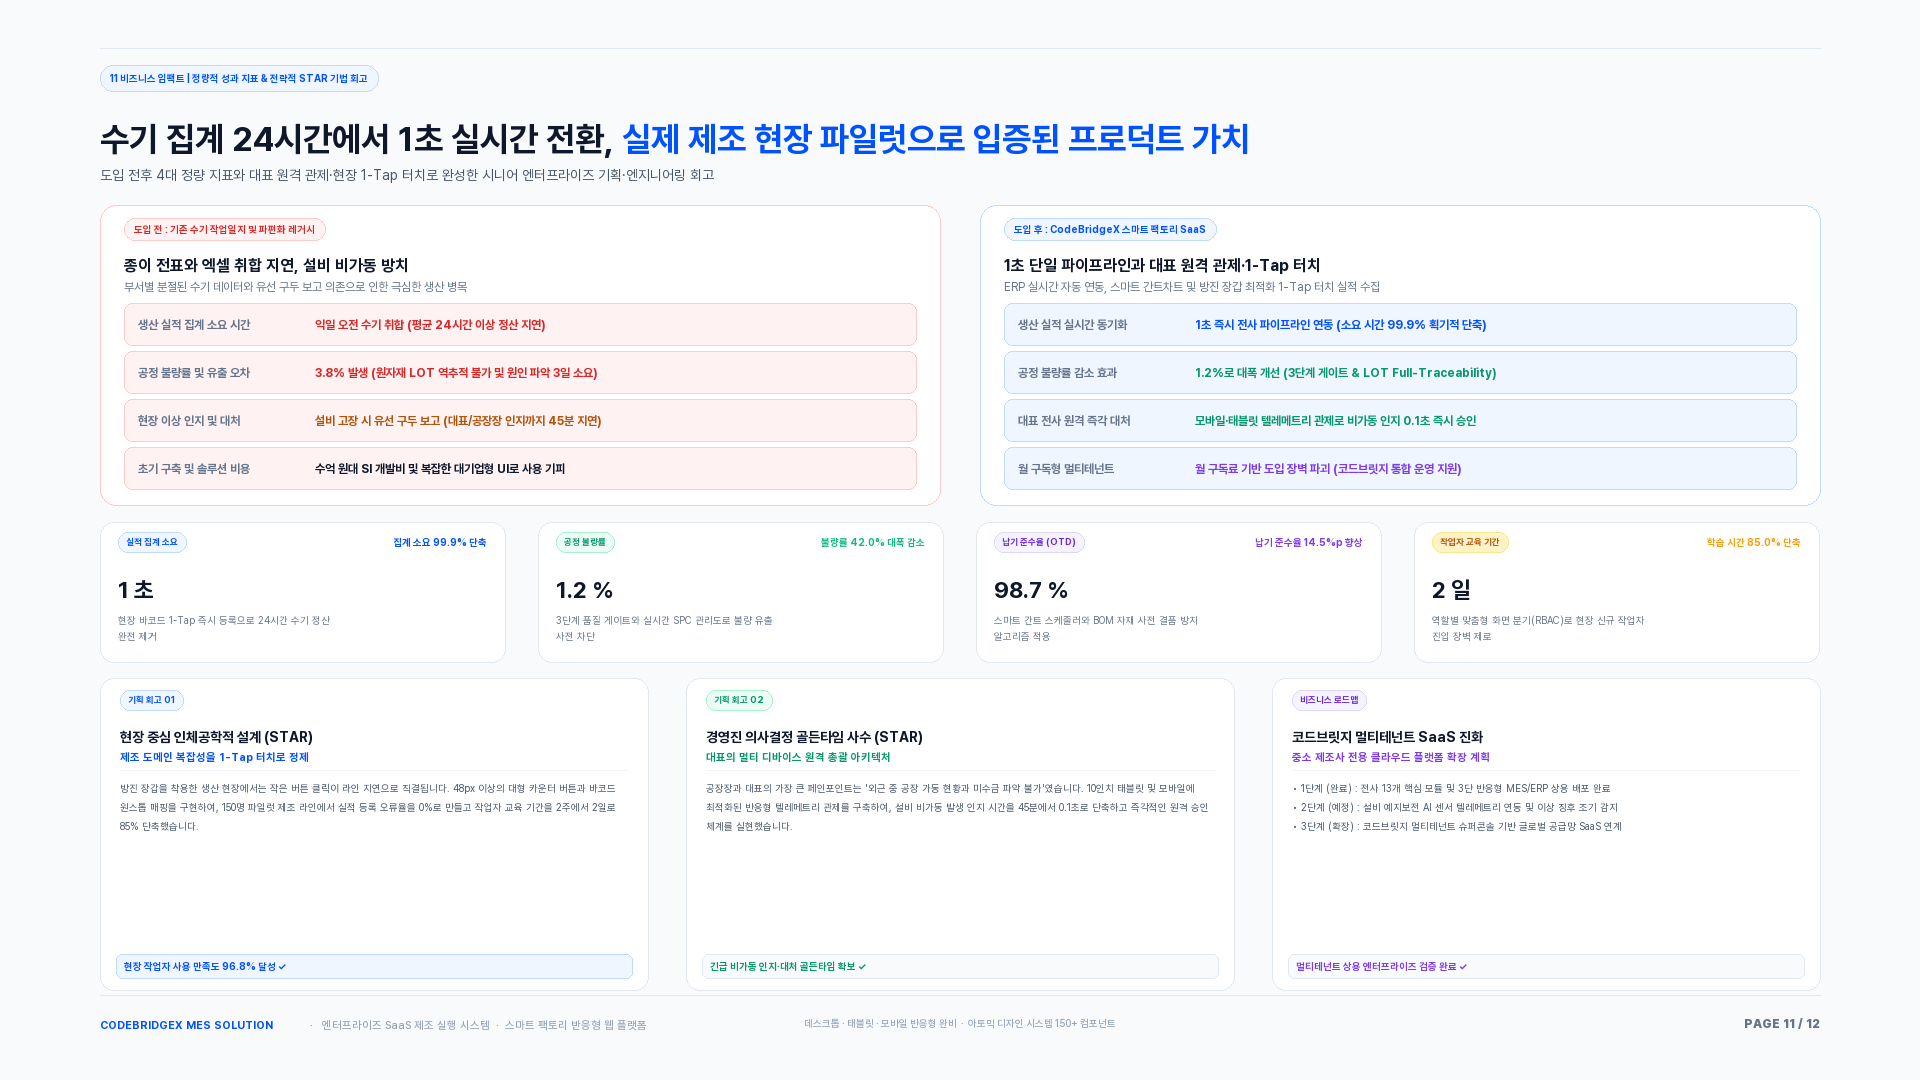 11 비즈니스 임팩트 | 정량적 성과 지표 & 전략적 STAR 기법 회고
수기 집계 24시간에서 1초 실시간 전환, 실제 제조 현장 파일럿으로 입증된 프로덕트 가치
도입 전후 4대 정량 지표와 대표 원격 관제·현장 1-Tap 터치로 완성한 시니어 엔터프라이즈 기획·엔지니어링 회고
도입 전 : 기존 수기 작업일지 및 파편화 레거시
종이 전표와 엑셀 취합 지연, 설비 비가동 방치
부서별 분절된 수기 데이터와 유선 구두 보고 의존으로 인한 극심한 생산 병목
생산 실적 집계 소요 시간 익일 오전 수기 취합 (평균 24시간 이상 정산 지연)
공정 불량률 및 유출 오차 3.8% 발생 (원자재 LOT 역추적 불가 및 원인 파악 3일 소요)
현장 이상 인지 및 대처 설비 고장 시 유선 구두 보고 (대표/공장장 인지까지 45분 지연)
초기 구축 및 솔루션 비용 수억 원대 SI 개발비 및 복잡한 대기업형 UI로 사용 기피
도입 후 : CodeBridgeX 스마트 팩토리 SaaS
1초 단일 파이프라인과 대표 원격 관제·1-Tap 터치
ERP 실시간 자동 연동, 스마트 간트차트 및 방진 장갑 최적화 1-Tap 터치 실적 수집
생산 실적 실시간 동기화 1초 즉시 전사 파이프라인 연동 (소요 시간 99.9% 획기적 단축)
공정 불량률 감소 효과 1.2%로 대폭 개선 (3단계 게이트 & LOT Full-Traceability)
대표 전사 원격 즉각 대처 모바일·태블릿 텔레메트리 관제로 비가동 인지 0.1초 즉시 승인
월 구독형 멀티테넌트 월 구독료 기반 도입 장벽 파괴 (코드브릿지 통합 운영 지원)
실적 집계 소요 집계 소요 99.9% 단축
1 초
현장 바코드 1-Tap 즉시 등록으로 24시간 수기 정산
완전 제거
공정 불량률 불량률 42.0% 대폭 감소
1.2 %
3단계 품질 게이트와 실시간 SPC 관리도로 불량 유출
사전 차단
납기 준수율 (OTD) 납기 준수율 14.5%p 향상
98.7 %
스마트 간트 스케줄러와 BOM 자재 사전 결품 방지
알고리즘 적용
작업자 교육 기간 학습 시간 85.0% 단축
2 일
역할별 맞춤형 화면 분기(RBAC)로 현장 신규 작업자
진입 장벽 제로
기획 회고 01
현장 중심 인체공학적 설계 (STAR)
제조 도메인 복잡성을 1-Tap 터치로 정제
방진 장갑을 착용한 생산 현장에서는 작은 버튼 클릭이 라인 지연으로 직결됩니다. 48px 이상의 대형 카운터 버튼과 바코드
원스톱 매핑을 구현하여, 150명 파일럿 제조 라인에서 실적 등록 오류율을 0%로 만들고 작업자 교육 기간을 2주에서 2일로
85% 단축했습니다.
현장 작업자 사용 만족도 96.8% 달성 ✓
기획 회고 02
경영진 의사결정 골든타임 사수 (STAR)
대표의 멀티 디바이스 원격 총괄 아키텍처
공장장과 대표의 가장 큰 페인포인트는 '외근 중 공장 가동 현황과 미수금 파악 불가'였습니다. 10인치 태블릿 및 모바일에
최적화된 반응형 텔레메트리 관제를 구축하여, 설비 비가동 발생 인지 시간을 45분에서 0.1초로 단축하고 즉각적인 원격 승인
체계를 실현했습니다.
긴급 비가동 인지·대처 골든타임 확보 ✓
비즈니스 로드맵
코드브릿지 멀티테넌트 SaaS 진화
중소 제조사 전용 클라우드 플랫폼 확장 계획
• 1단계 (완료) : 전사 13개 핵심 모듈 및 3단 반응형 MES/ERP 상용 배포 완료
• 2단계 (예정) : 설비 예지보전 AI 센서 텔레메트리 연동 및 이상 징후 조기 감지
• 3단계 (확장) : 코드브릿지 멀티테넌트 슈퍼콘솔 기반 글로벌 공급망 SaaS 연계
멀티테넌트 상용 엔터프라이즈 검증 완료 ✓
CODEBRIDGEX MES SOLUTION · 엔터프라이즈 SaaS 제조 실행 시스템 · 스마트 팩토리 반응형 웹 플랫폼
데스크톱 · 태블릿 · 모바일 반응형 완비 · 아토믹 디자인 시스템 150+ 컴포넌트
PAGE 11 / 12